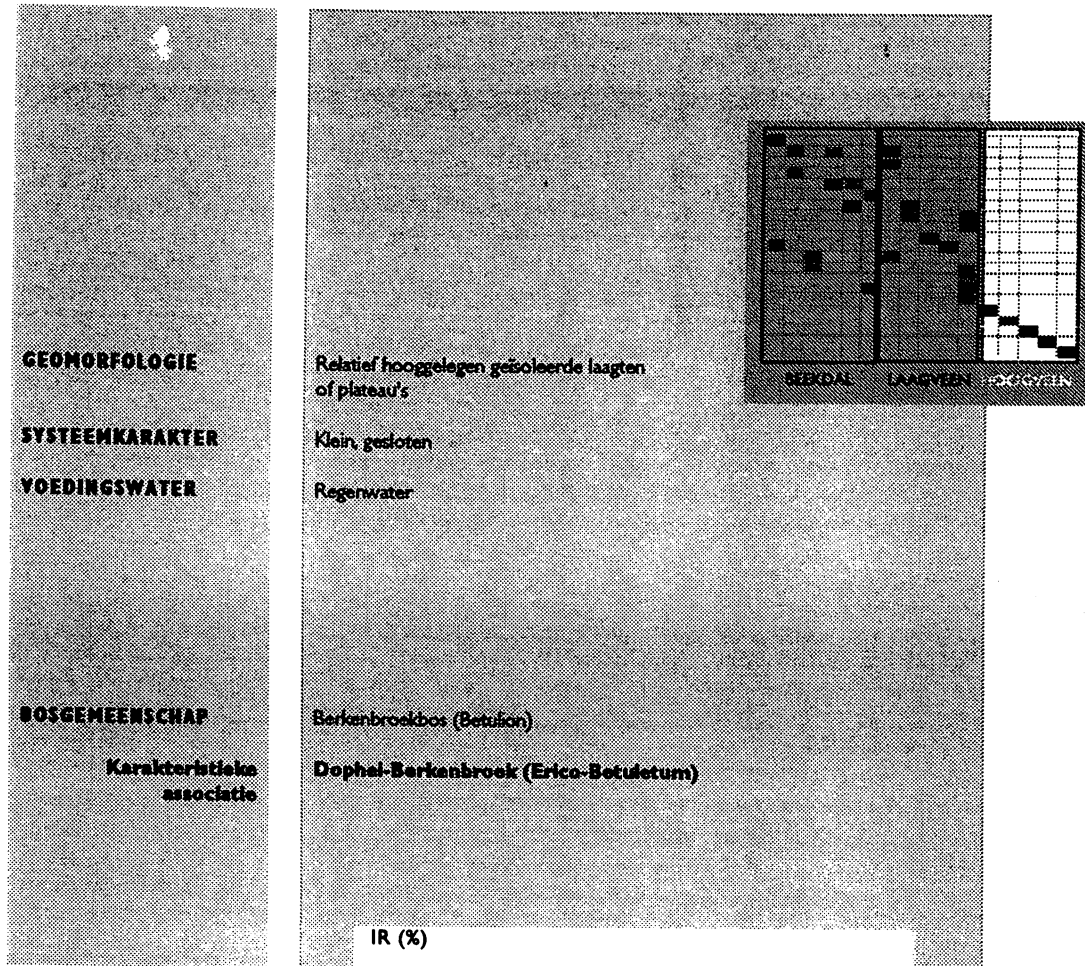 BEEKDAL LAAGVEEN HOOGVEEN
GEOMORFOLOGIE Relatief hooggelegen geïsoleerde laagten
of plateau's
SYSTEEMKARAKTER Klein, gesloten
VOEDINGSWATER Regenwater
BOSGEMEENSCHAP Berkenbroekbos (Betulion)
Karakteristieke Dophei-Berkenbroek (Erico-Betuletum)
associatie
IR (%)